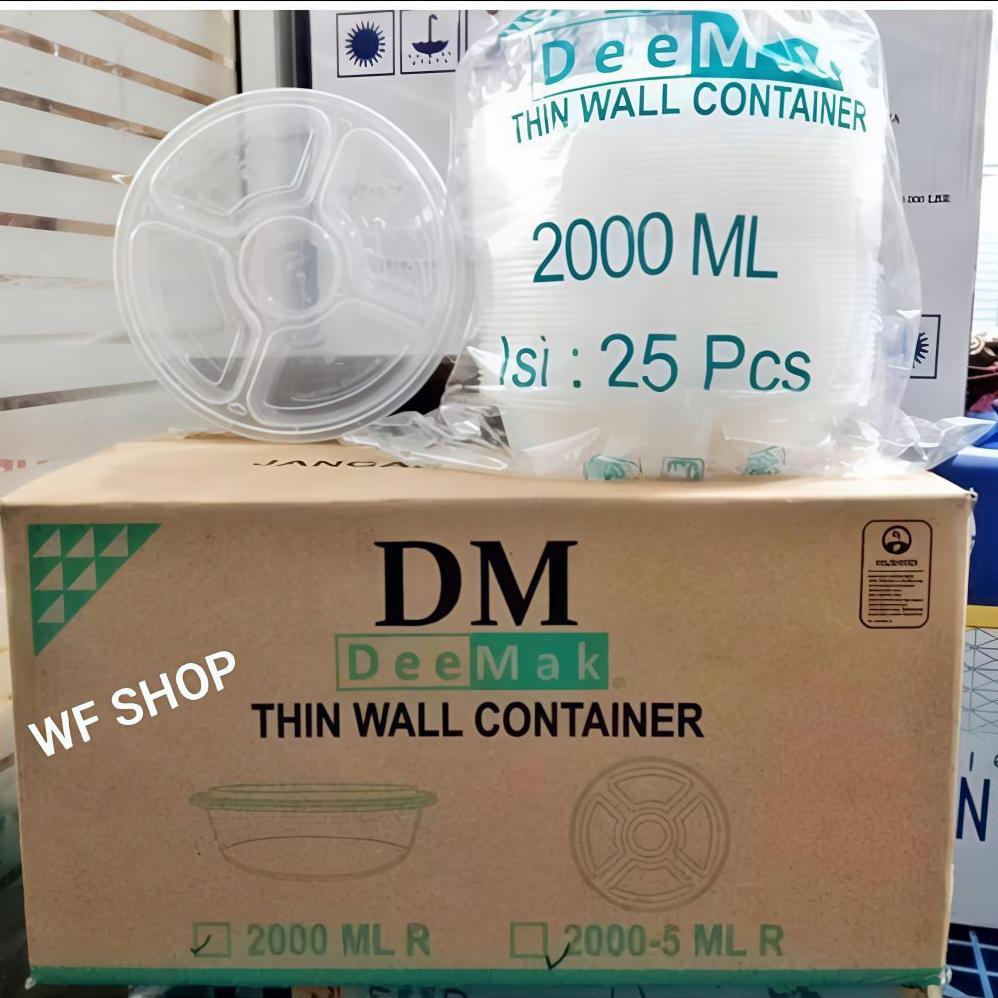 DeeMak
THIN WALL CONTAINER
2000 ML
Isi : 25 Pcs
DM
DeeMak
THIN WALL CONTAINER
WF SHOP
2000 ML R
2000-5 ML R